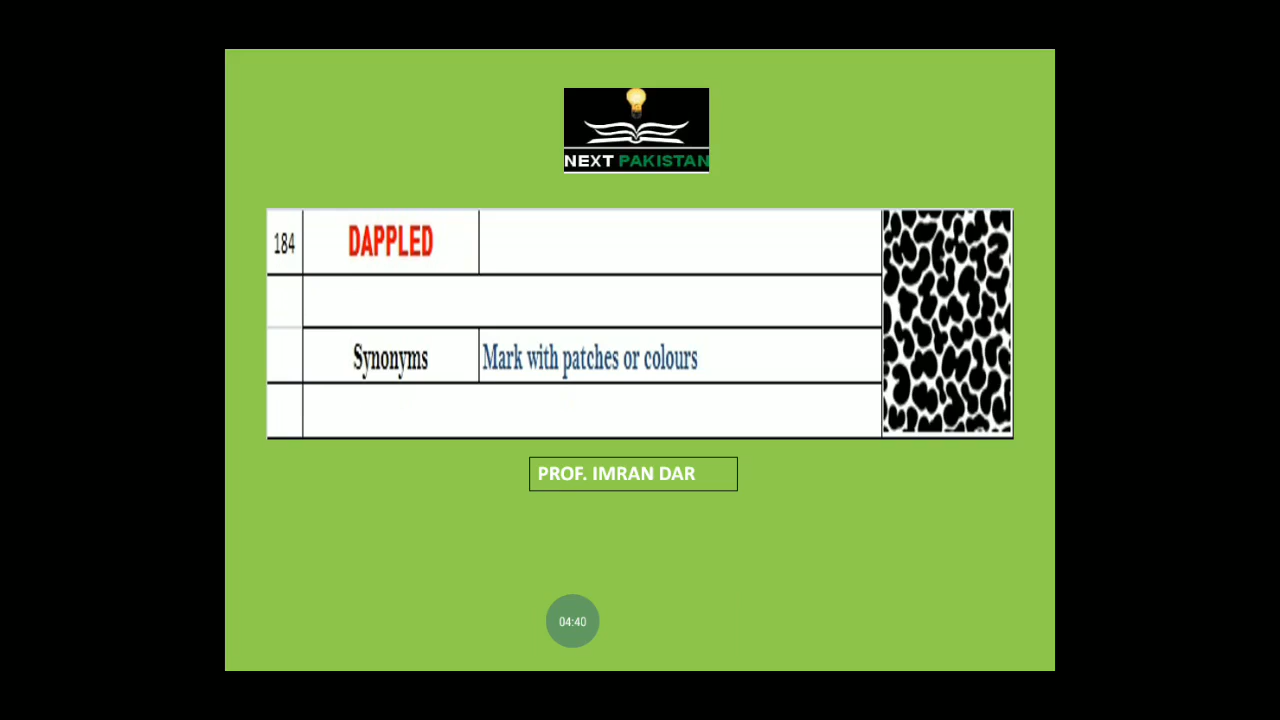 NEXT PAKISTAN
184 DAPPLED
Synonyms Mark with patches or colours
PROF. IMRAN DAR
04:40